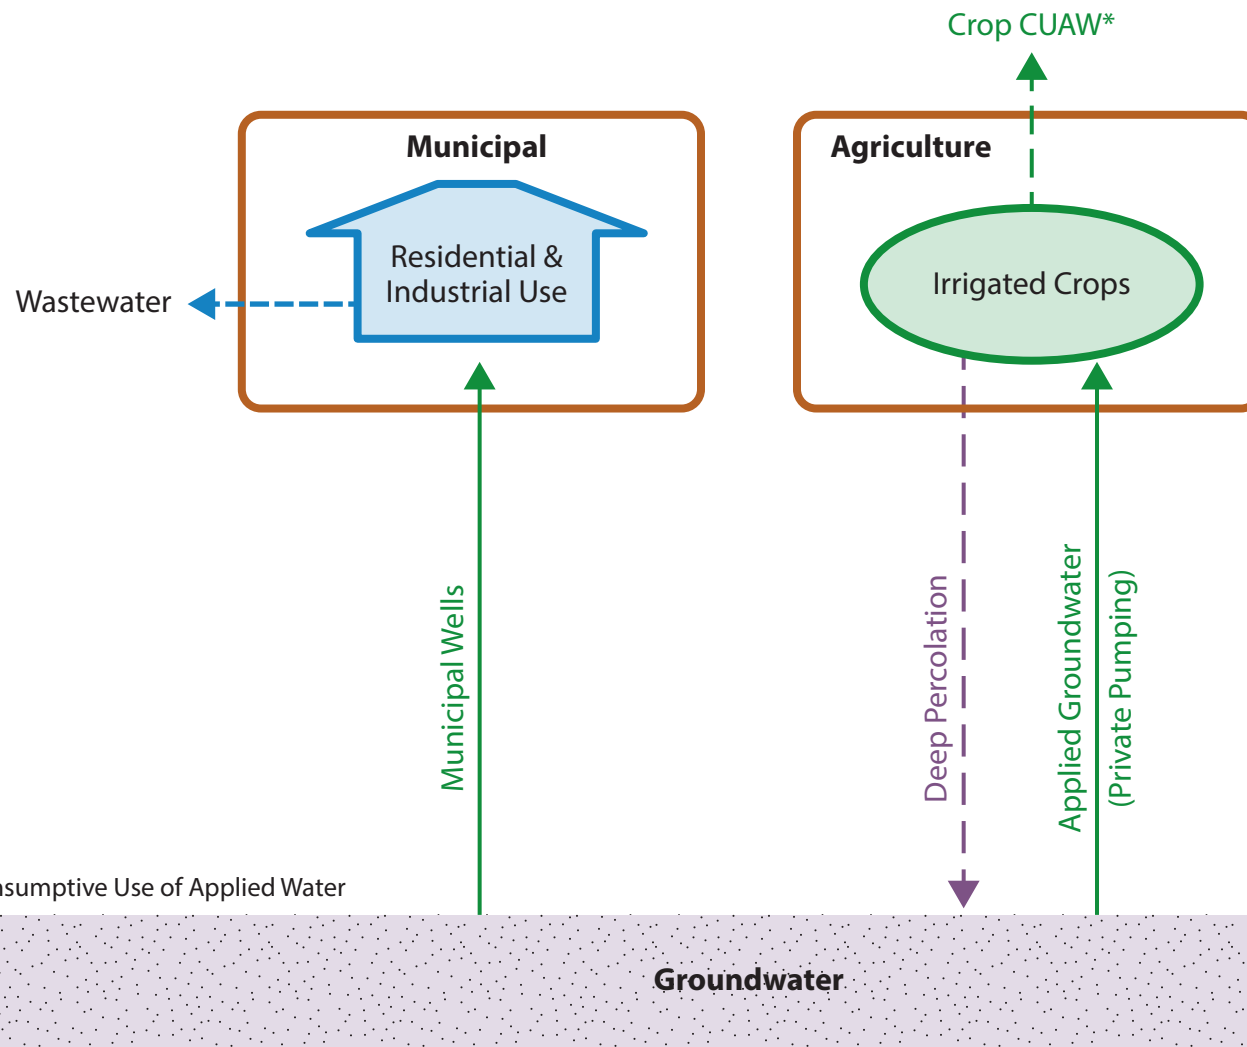 Crop CUAW*
Municipal
Agriculture
Residential &
Industrial Use
Irrigated Crops
Wastewater
Municipal Wells
Deep Percolation
Applied Groundwater
(Private Pumping)
nsumptive Use of Applied Water
Groundwater